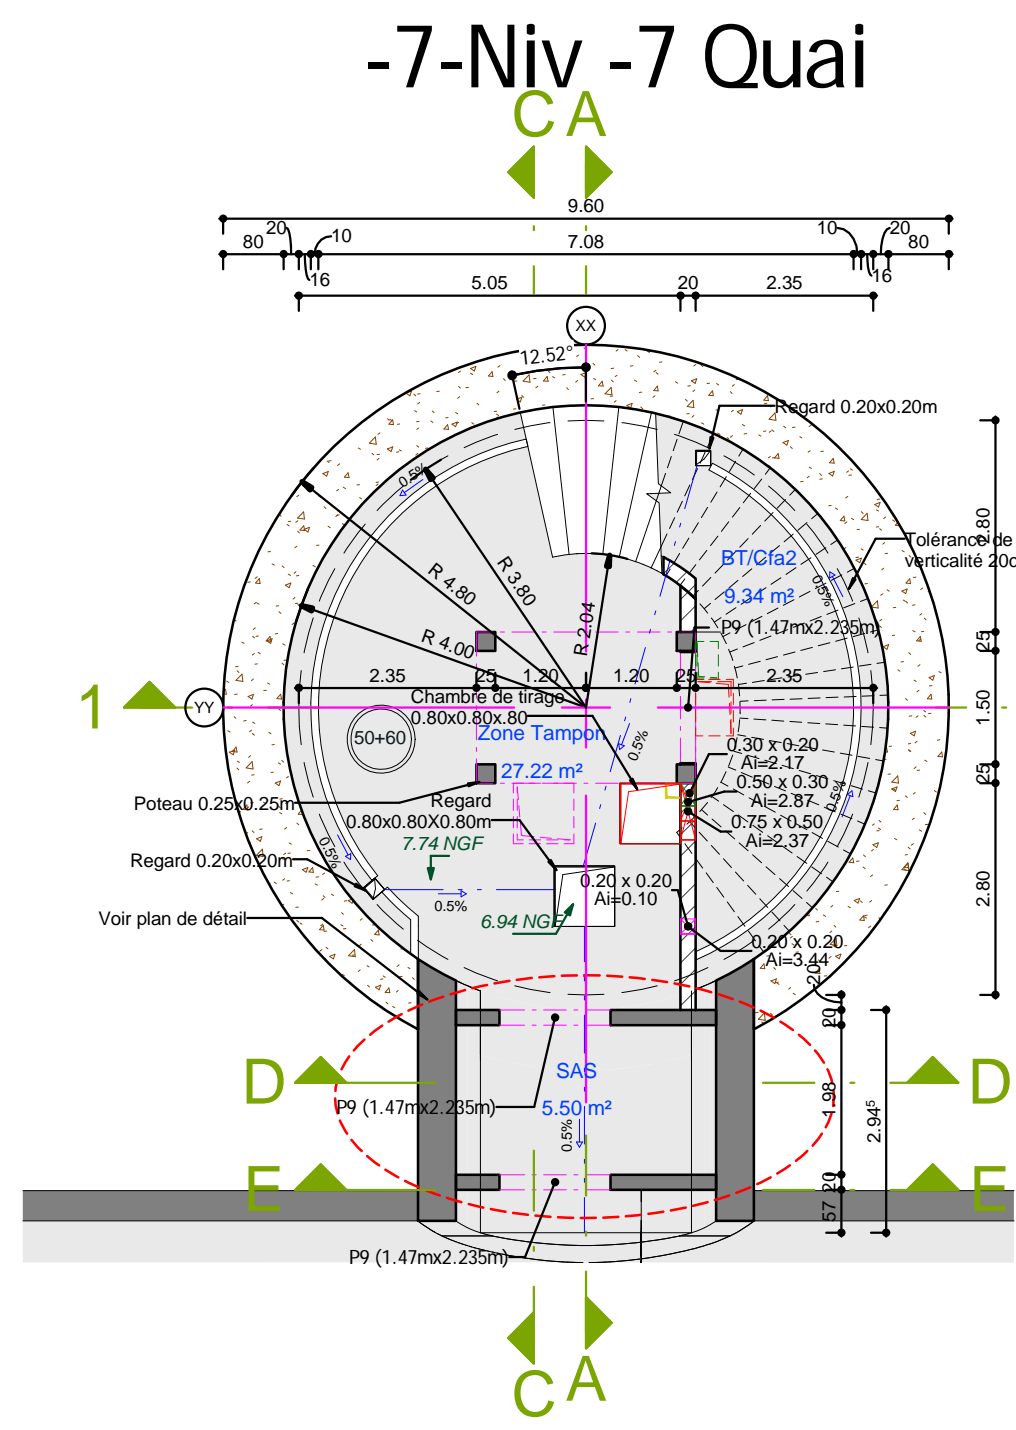 -7-Niv -7 Quai
C A
9.60
20 20
80 10 7.08 10 80
16 16
5.05 20 2.35
XX
12.52°
Regard 0.20x0.20m
0.5%
2.80
Tolérance de
verticalité 20c
BT/Cfa2
9.34 m²
0.5%
R 4.80
R 3.80
R 2.04
R 4.00
P9 (1.47mx2.235m)
25
2.35 25 1.20 1.20 25 2.35
Chambre de tirage
0.80x0.80x.80
1
YY
1.50
50+60
Zone Tampon
0.5%
27.22 m²
0.30 x 0.20
Ai=2.17
0.50 x 0.30
Ai=2.87
0.75 x 0.50
Ai=2.37
25
0.5%
Poteau 0.25x0.25m
Regard
0.80x0.80X0.80m
7.74 NGF
0.5%
Regard 0.20x0.20m
0.5%
0.20 x 0.20
Ai=0.10
2.80
Voir plan de détail
6.94 NGF
0.20 x 0.20
Ai=3.44
20
20
D D
SAS
5.50 m²
P9 (1.47mx2.235m)
0.5%
1.98
2.94⁵
E E
20
57
P9 (1.47mx2.235m)
C A